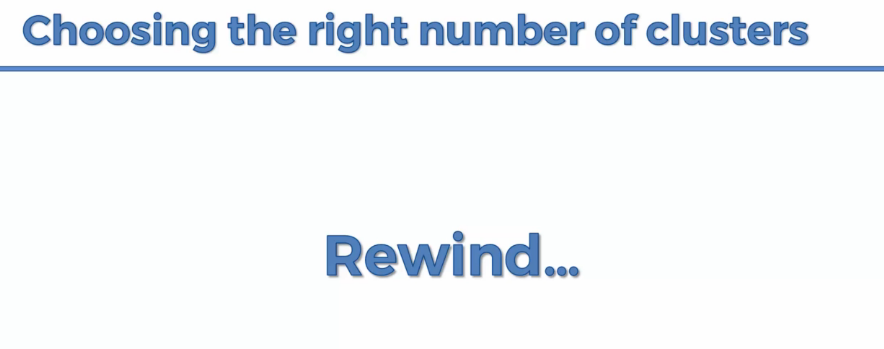 Choosing the right number of clusters
Rewind...